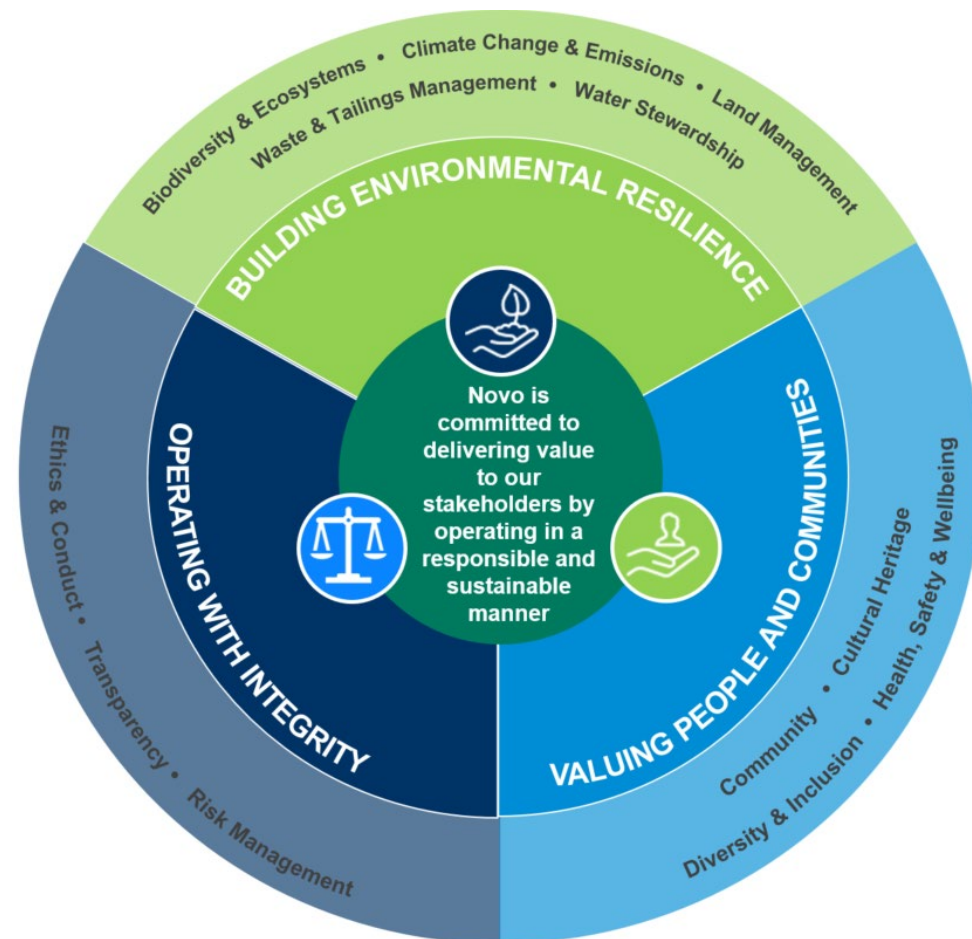 Biodiversity & Ecosystems • Climate Change & Emissions • Land Management
Waste & Tailings Management • Water Stewardship
BUILDING ENVIRONMENTAL RESILIENCE
Novo is
committed to
delivering value
to our
stakeholders by
operating in a
responsible and
sustainable
manner
OPERATING WITH INTEGRITY
Ethics & Conduct • Transparency • Risk Management
VALUING PEOPLE AND COMMUNITIES
Community • Cultural Heritage
Diversity & Inclusion • Health, Safety & Wellbeing